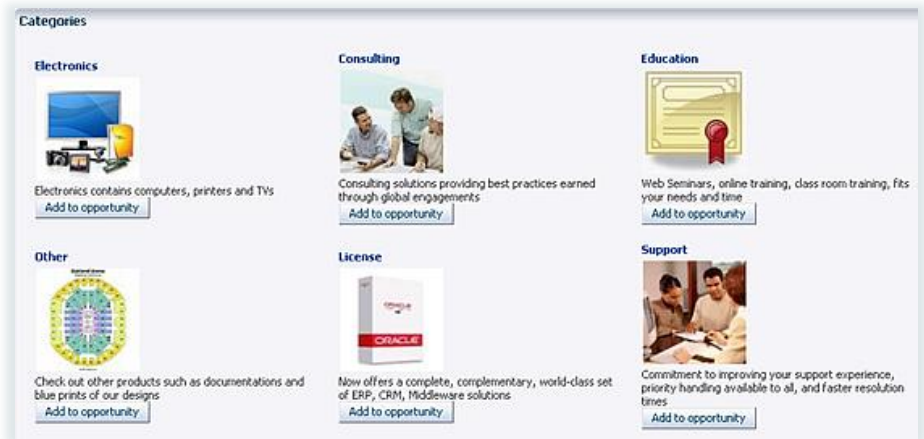 Categories
Electronics
Electronics contains computers, printers and TVs
Add to opportunity
Consulting
Consulting solutions providing best practices earned
through global engagements
Add to opportunity
Education
Web Seminars, online training, class room training, fits
your needs and time
Add to opportunity
Other
Check out other products such as documentations and
blue prints of our designs
Add to opportunity
License
ORACLE
ORACLE
Now offers a complete, complementary, world-class set
of ERP, CRM, Middleware solutions
Add to opportunity
Support
Commitment to improving your support experience,
priority handling available to all, and faster resolution
times
Add to opportunity